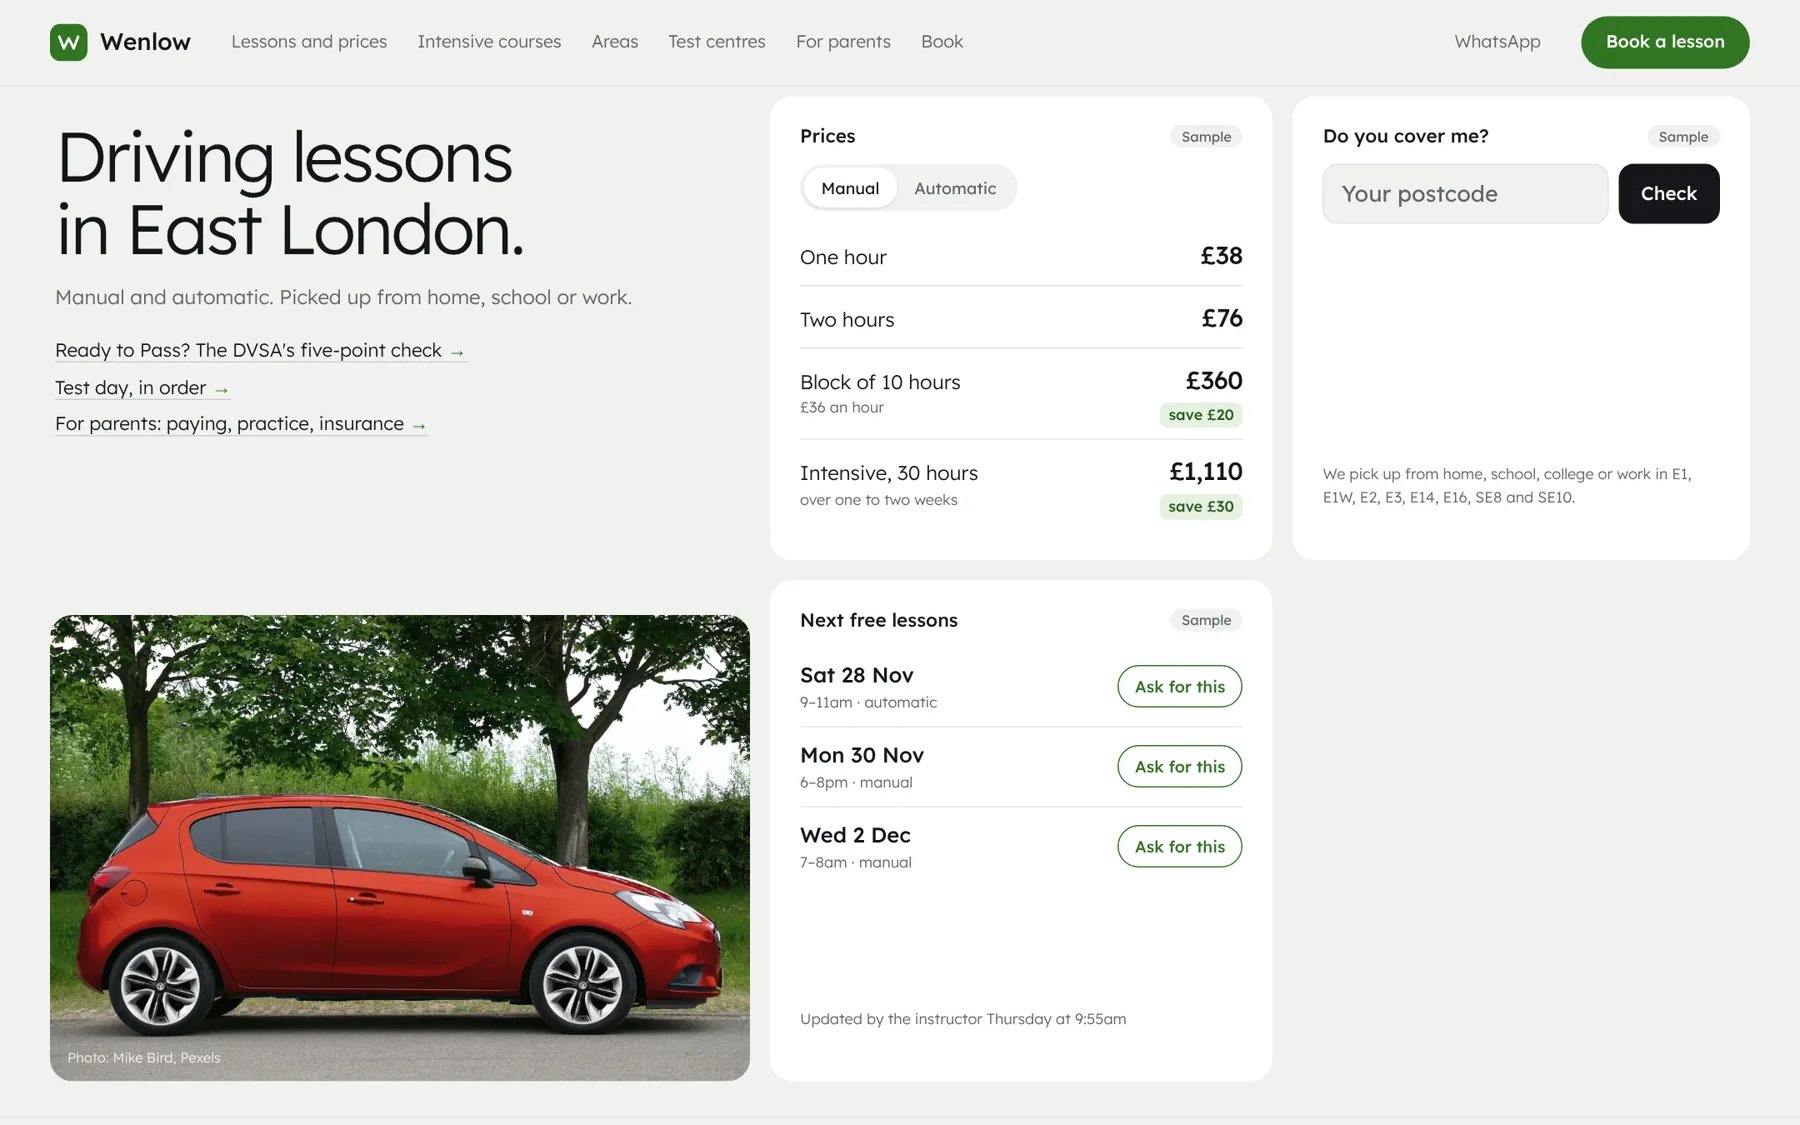 W Wenlow
Lessons and prices
Intensive courses
Areas
Test centres
For parents
Book
WhatsApp
Book a lesson
Driving lessons
in East London.
Manual and automatic. Picked up from home, school or work.
Ready to Pass? The DVSA's five-point check →
Test day, in order →
For parents: paying, practice, insurance →
Photo: Mike Bird, Pexels
Prices
Sample
Manual
Automatic
One hour
£38
Two hours
£76
Block of 10 hours
£360
£36 an hour
save £20
Intensive, 30 hours
£1,110
over one to two weeks
save £30
Do you cover me?
Sample
Your postcode
Check
We pick up from home, school, college or work in E1,
E1W, E2, E3, E14, E16, SE8 and SE10.
Next free lessons
Sample
Sat 28 Nov
9–11am · automatic
Ask for this
Mon 30 Nov
6–8pm · manual
Ask for this
Wed 2 Dec
7–8am · manual
Ask for this
Updated by the instructor Thursday at 9:55am